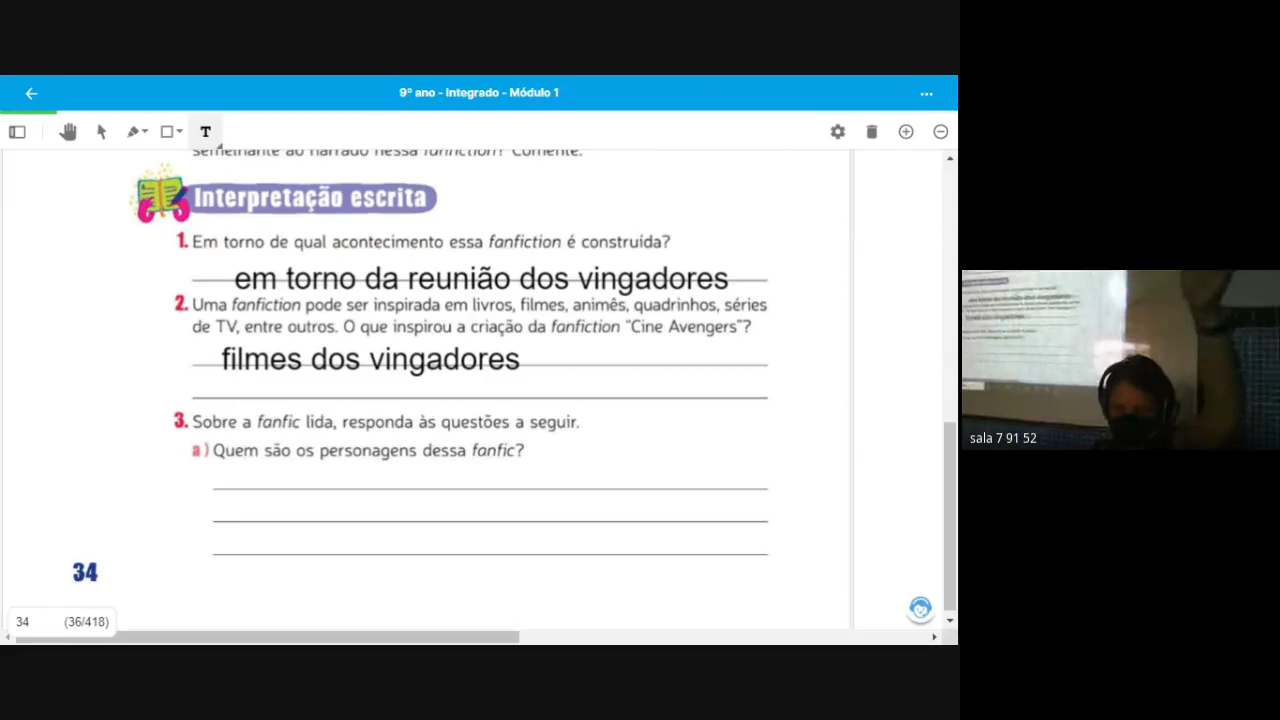 9º ano - Integrado - Módulo 1
T
semelhante ao narrado nessa fanfiction? Comente.
Interpretação escrita
1. Em torno de qual acontecimento essa fanfiction é construída?
em torno da reunião dos vingadores
2. Uma fanfiction pode ser inspirada em livros, filmes, animês, quadrinhos, séries
de TV, entre outros. O que inspirou a criação da fanfiction "Cine Avengers"?
filmes dos vingadores
3. Sobre a fanfic lida, responda às questões a seguir.
a) Quem são os personagens dessa fanfic?
34
34 (36/418)
sala 7 91 52